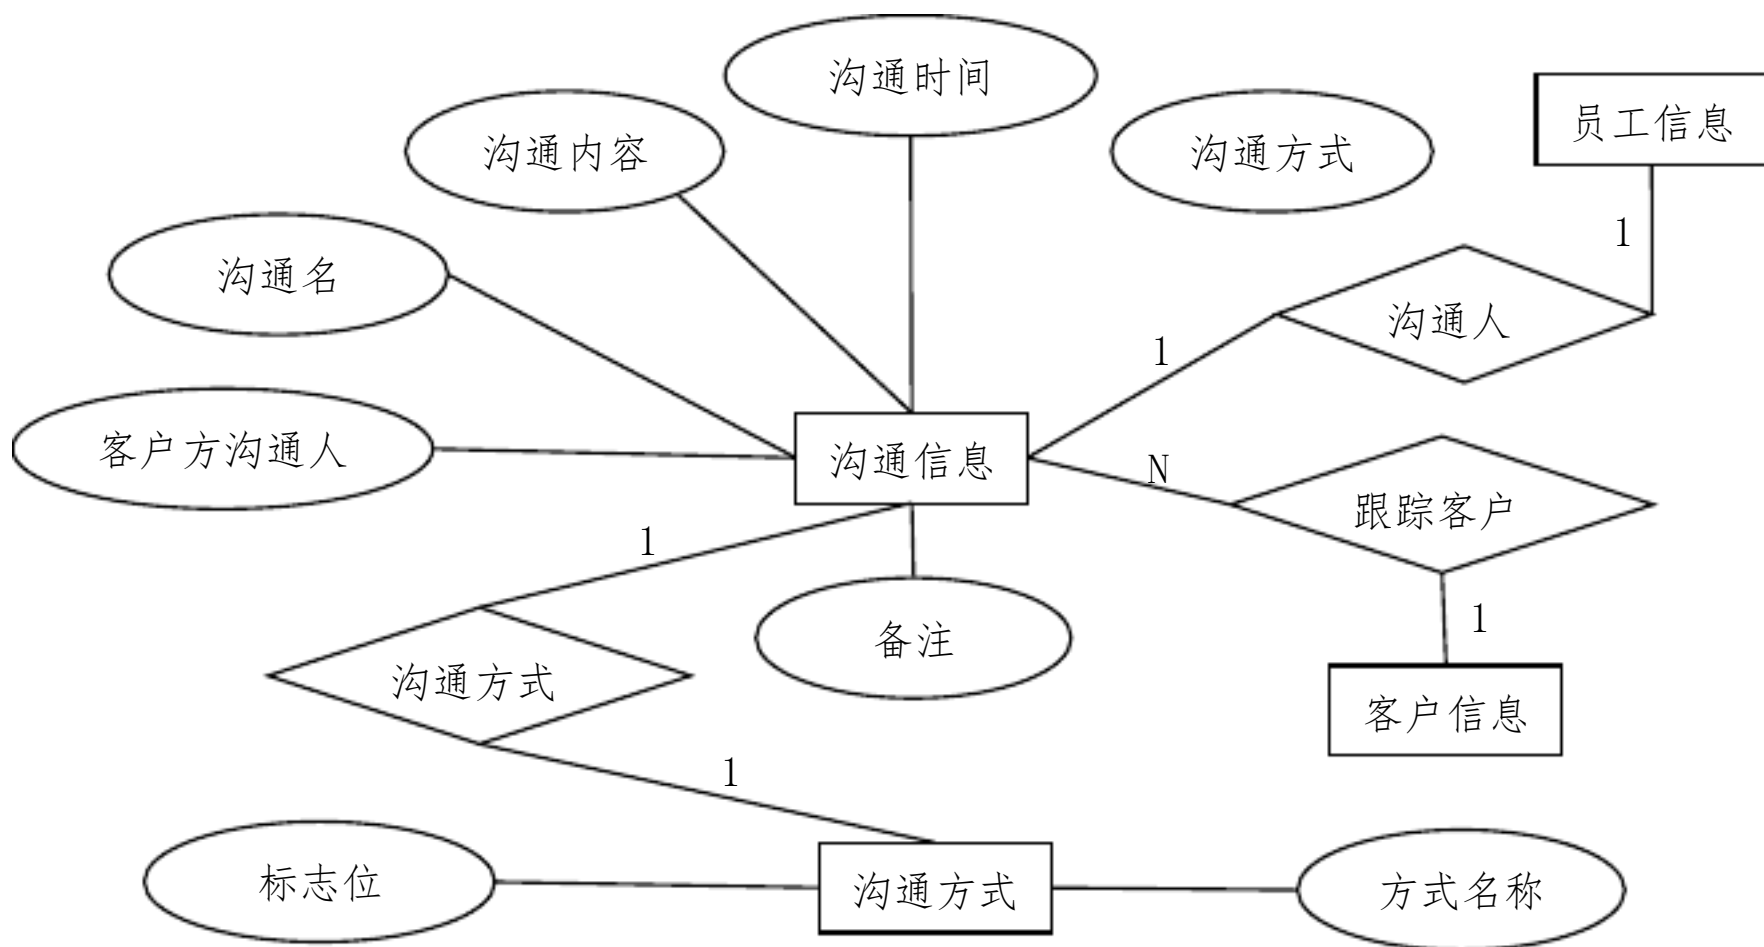 沟通时间
员工信息
沟通内容
沟通方式
1
沟通名
沟通人
1
客户方沟通人
沟通信息
N
跟踪客户
1
1
备注
沟通方式
客户信息
1
标志位
沟通方式
方式名称